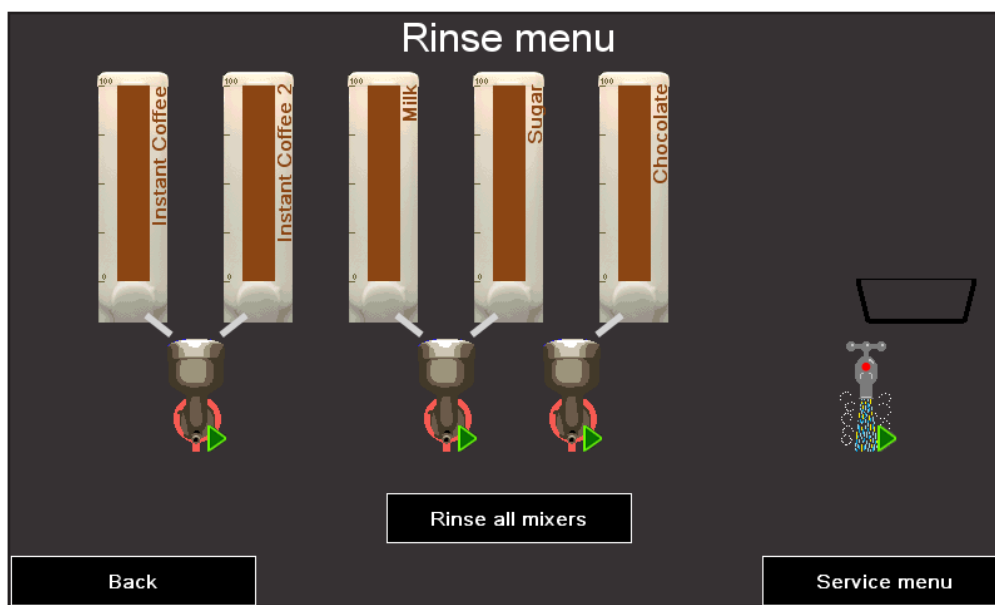 Rinse menu
100
0
Instant Coffee
100
0
Instant Coffee 2
100
0
Milk
100
0
Sugar
100
0
Chocolate
Rinse all mixers
Back
Service menu